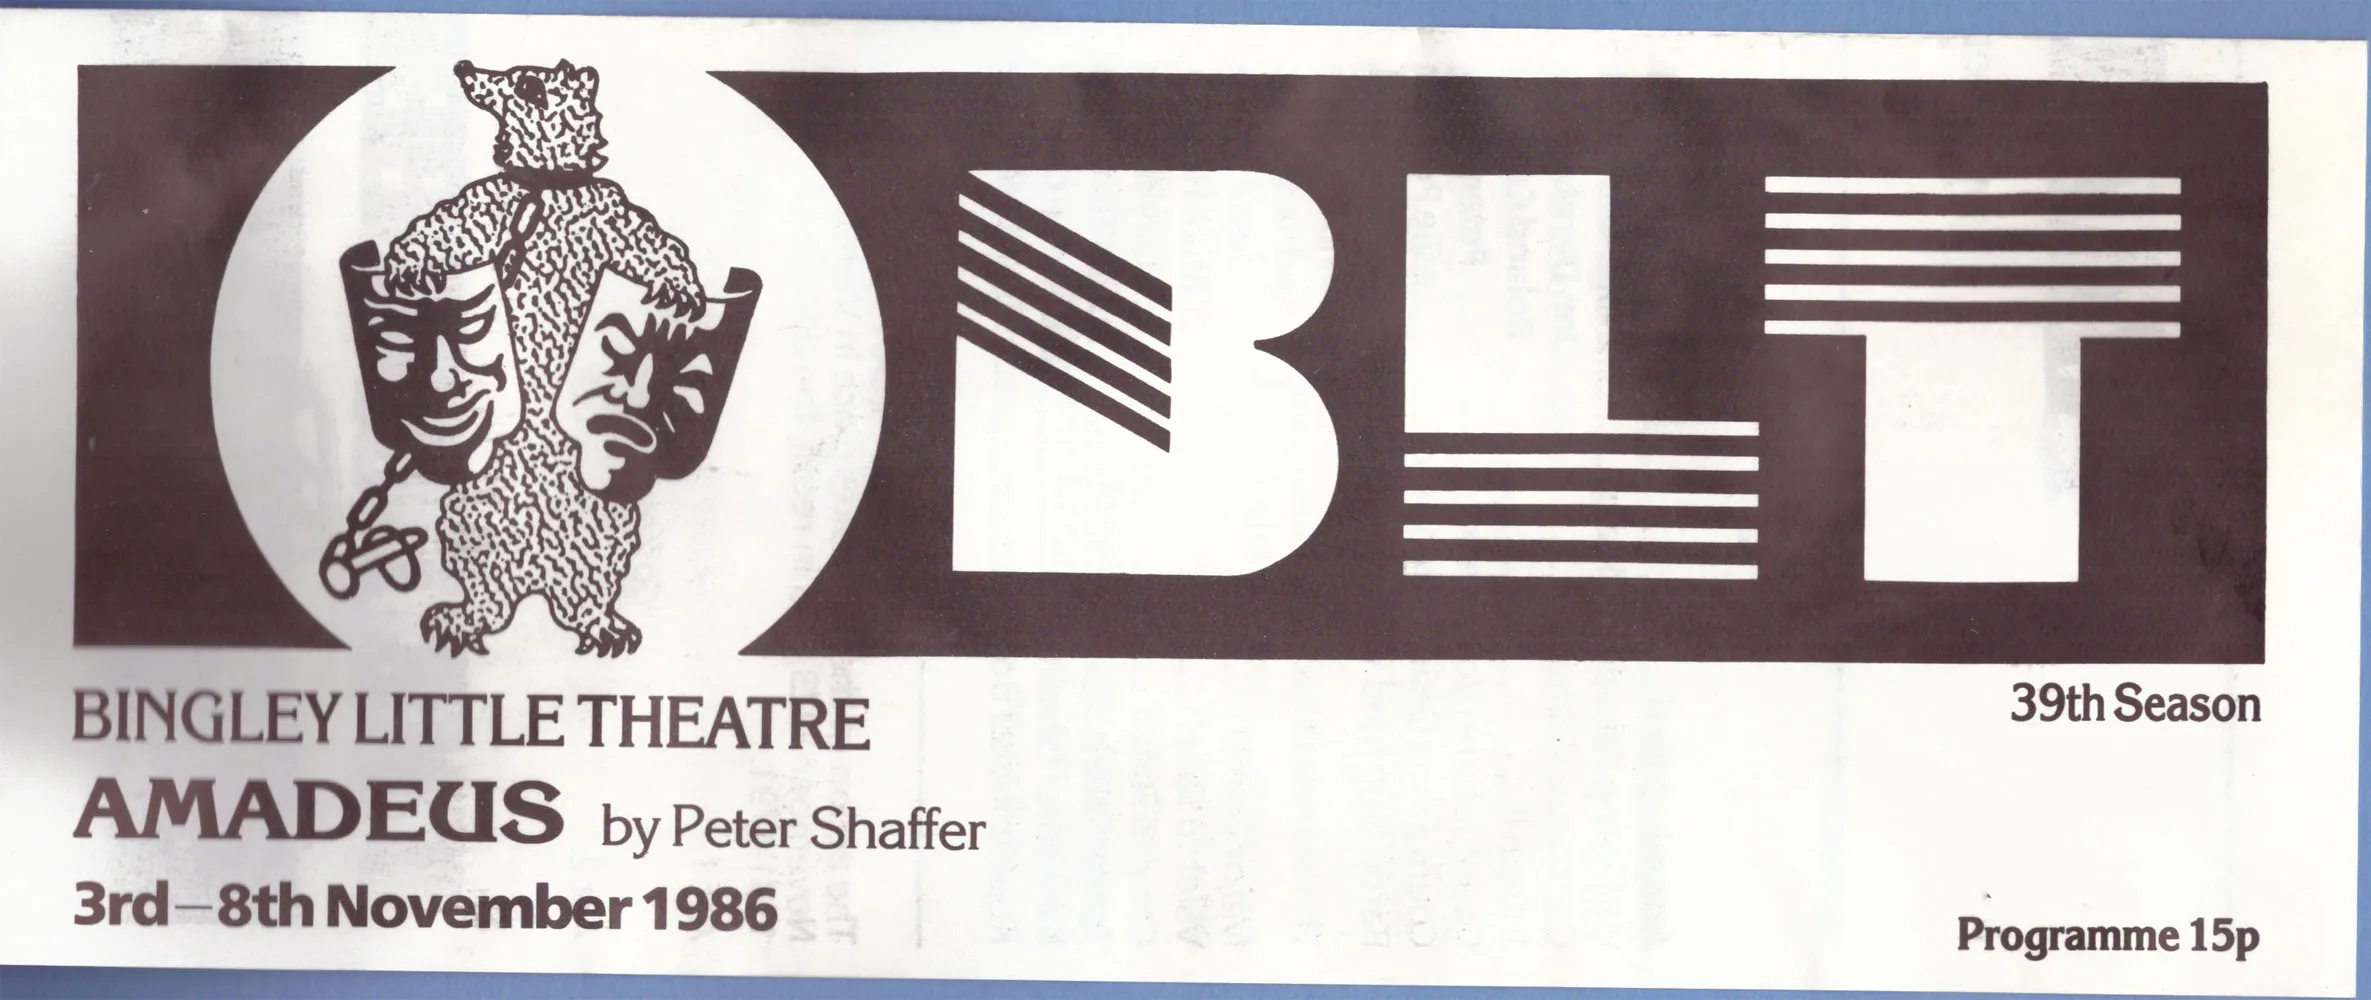 BLT
BINGLEY LITTLE THEATRE
39th Season
AMADEUS by Peter Shaffer
3rd–8th November 1986
Programme 15p